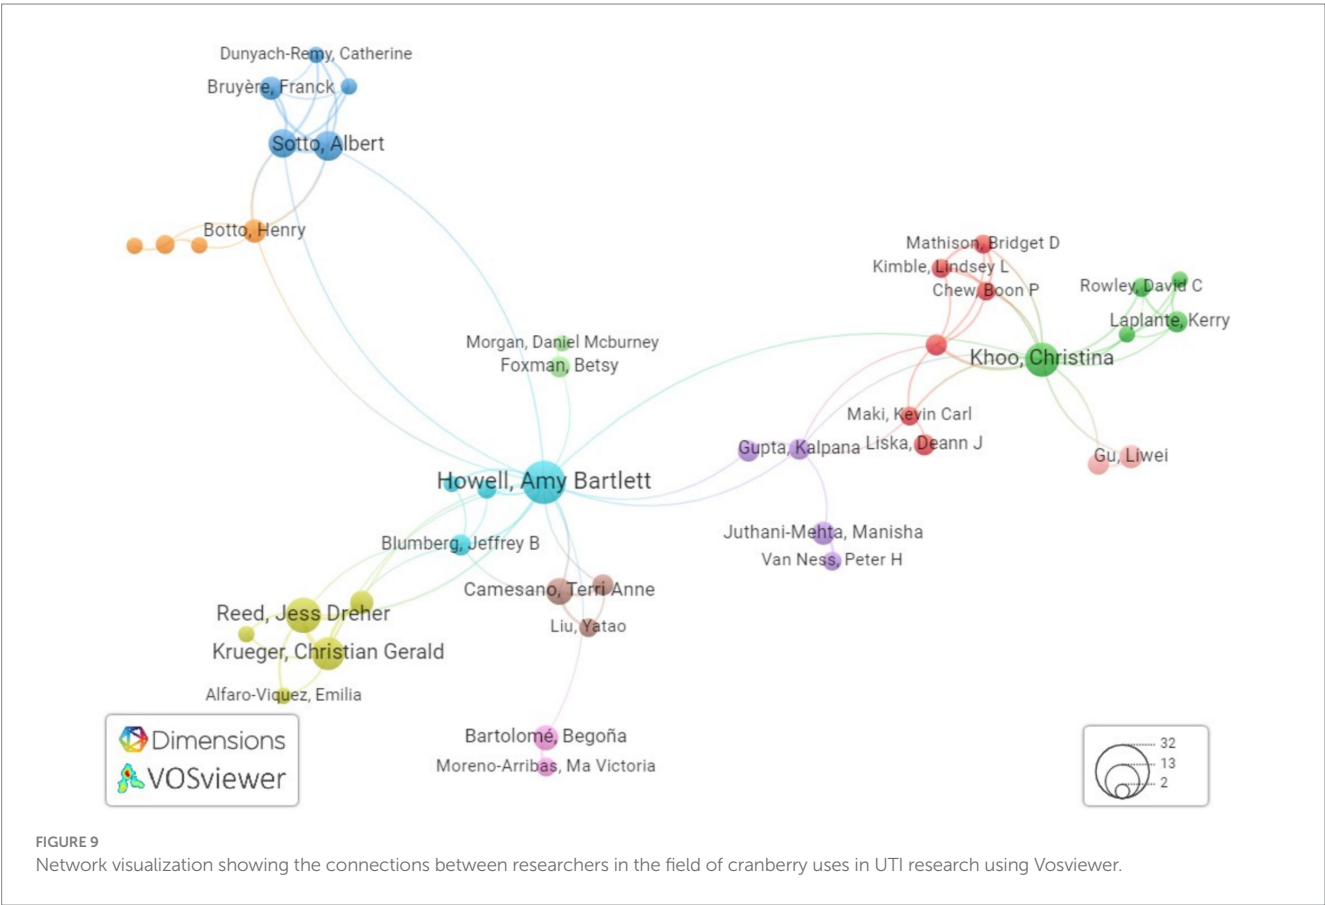 Dunyach-Remy, Catherine
Bruyère, Franck
Sotto, Albert
Botto, Henry
Mathison, Bridget D
Kimble, Lindsey L
Chew, Boon P
Rowley, David C
Laplante, Kerry
Morgan, Daniel Mcburney
Foxman, Betsy
Khoo, Christina
Maki, Kevin Carl
Gupta, Kalpana
Liska, Deann J
Gu, Liwei
Howell, Amy Bartlett
Juthani-Mehta, Manisha
Van Ness, Peter H
Blumberg, Jeffrey B
Camesano, Terri Anne
Liu, Yatao
Reed, Jess Dreher
Krueger, Christian Gerald
Alfaro-Viquez, Emilia
Bartolomé, Begoña
Moreno-Arribas, Ma Victoria
Dimensions
VOSviewer
32
13
2
FIGURE 9
Network visualization showing the connections between researchers in the field of cranberry uses in UTI research using Vosviewer.